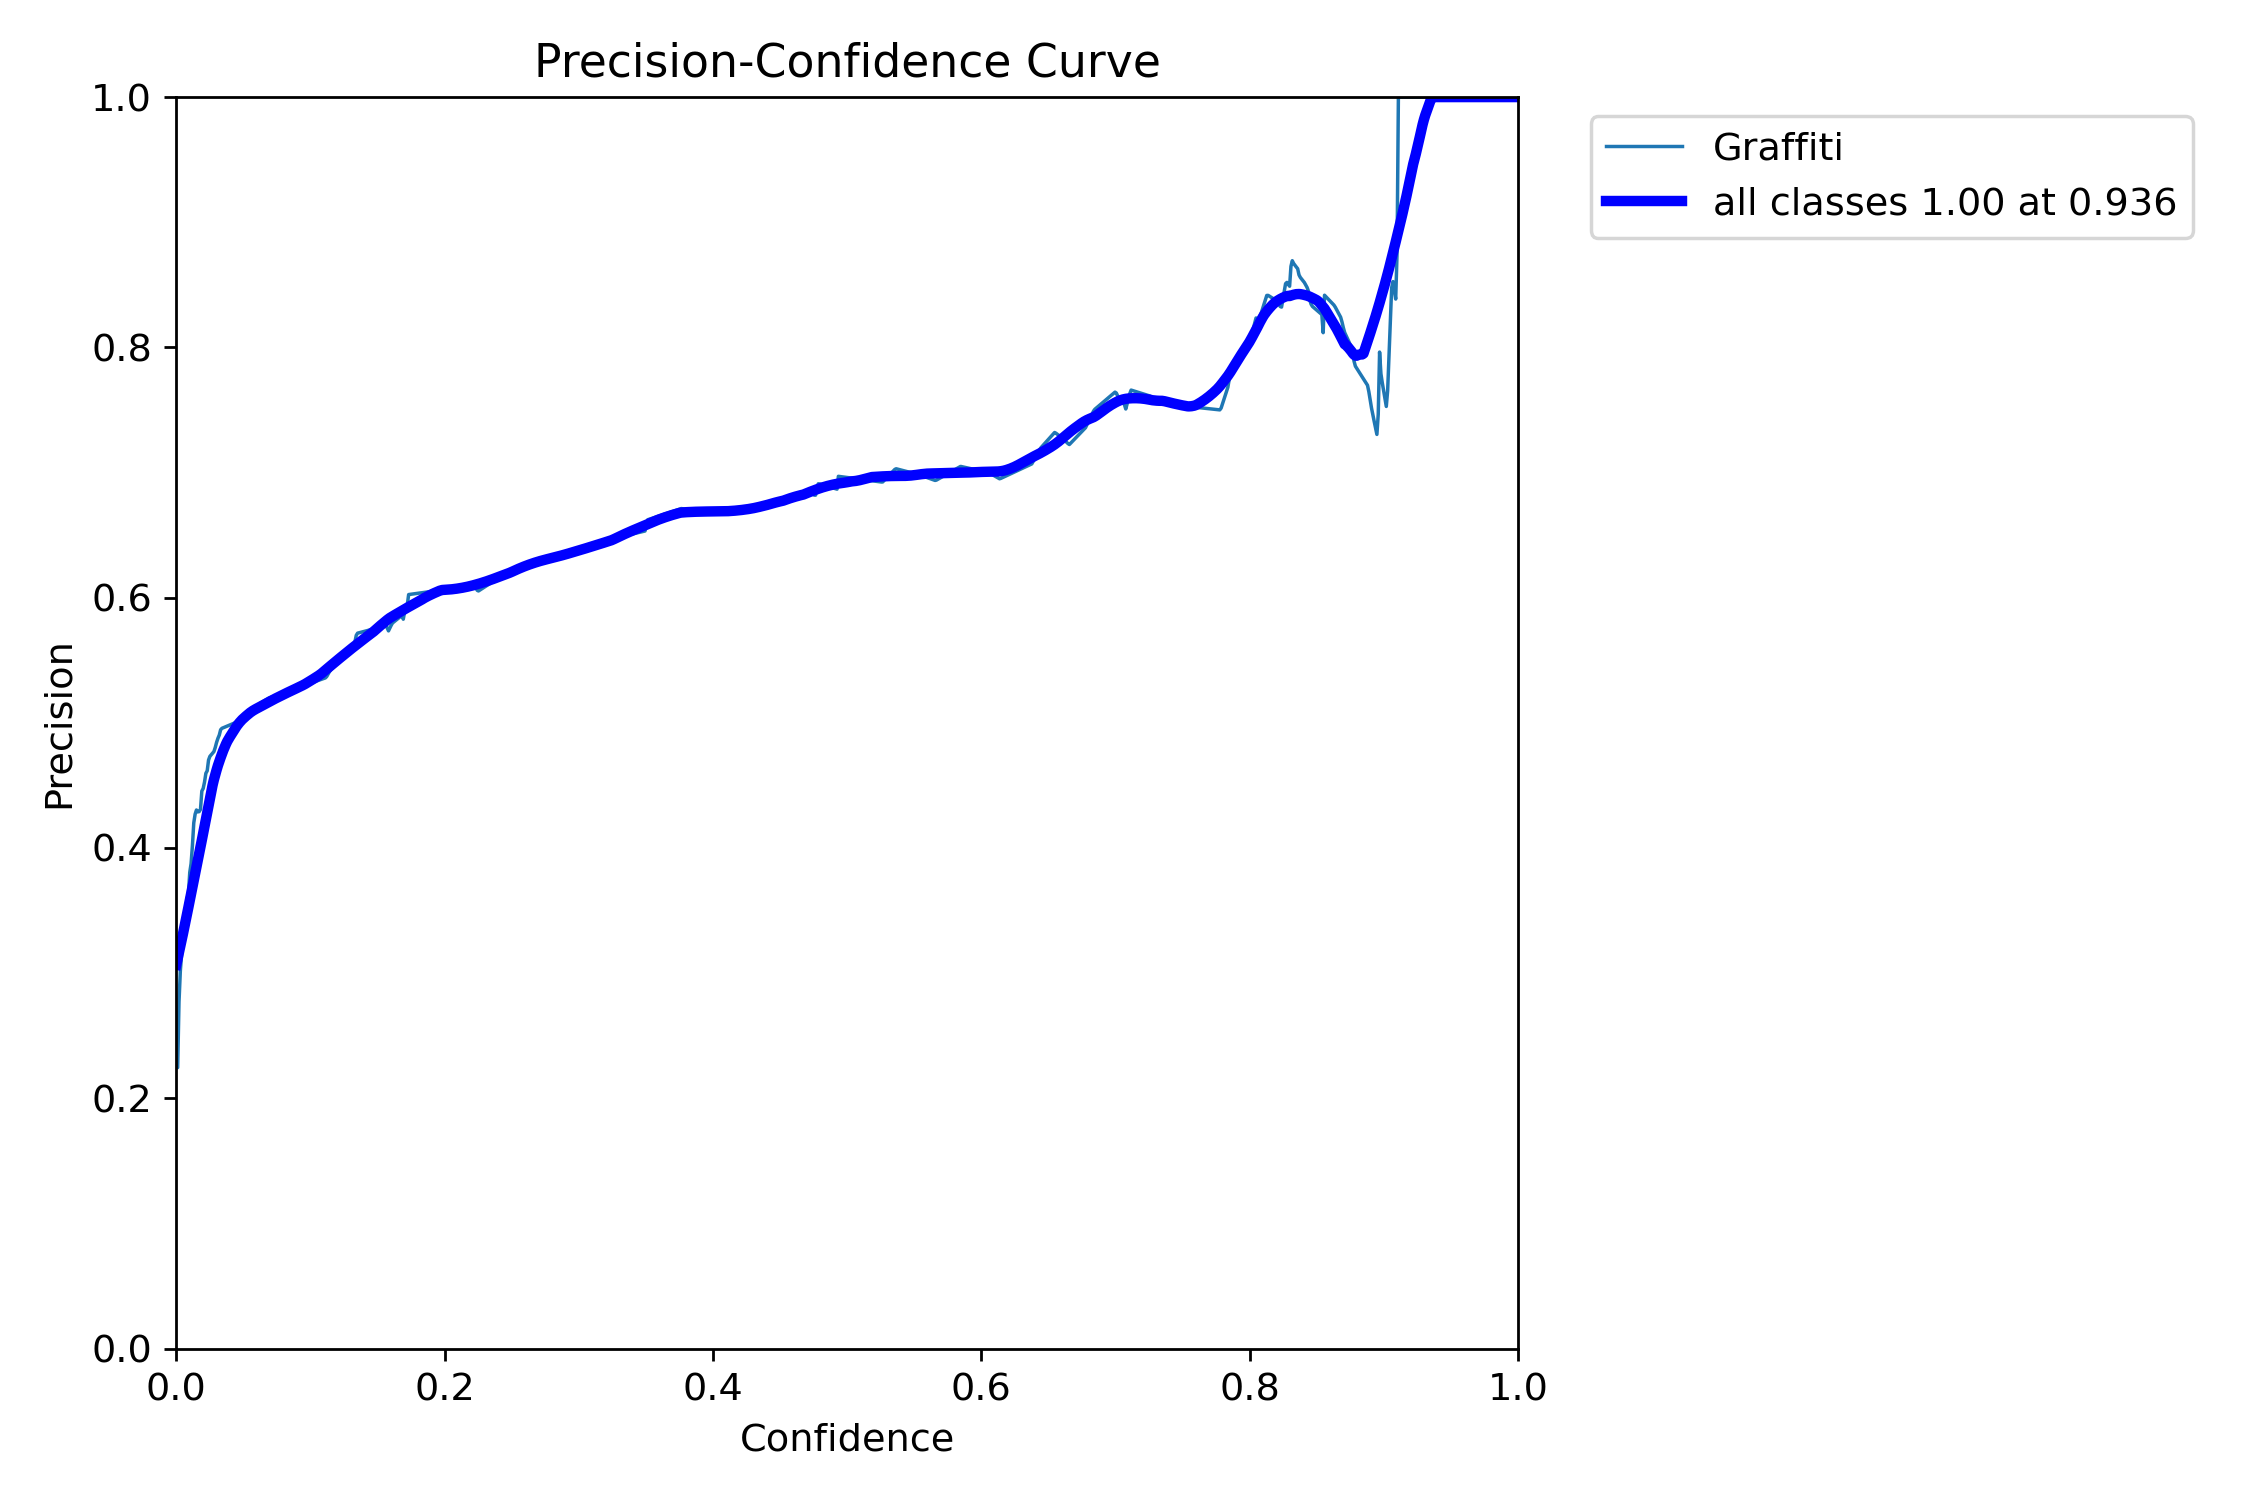 Precision-Confidence Curve
1.0
0.8
0.6
0.4
0.2
0.0
Precision
0.0 0.2 0.4 0.6 0.8 1.0
Confidence
Graffiti
all classes 1.00 at 0.936